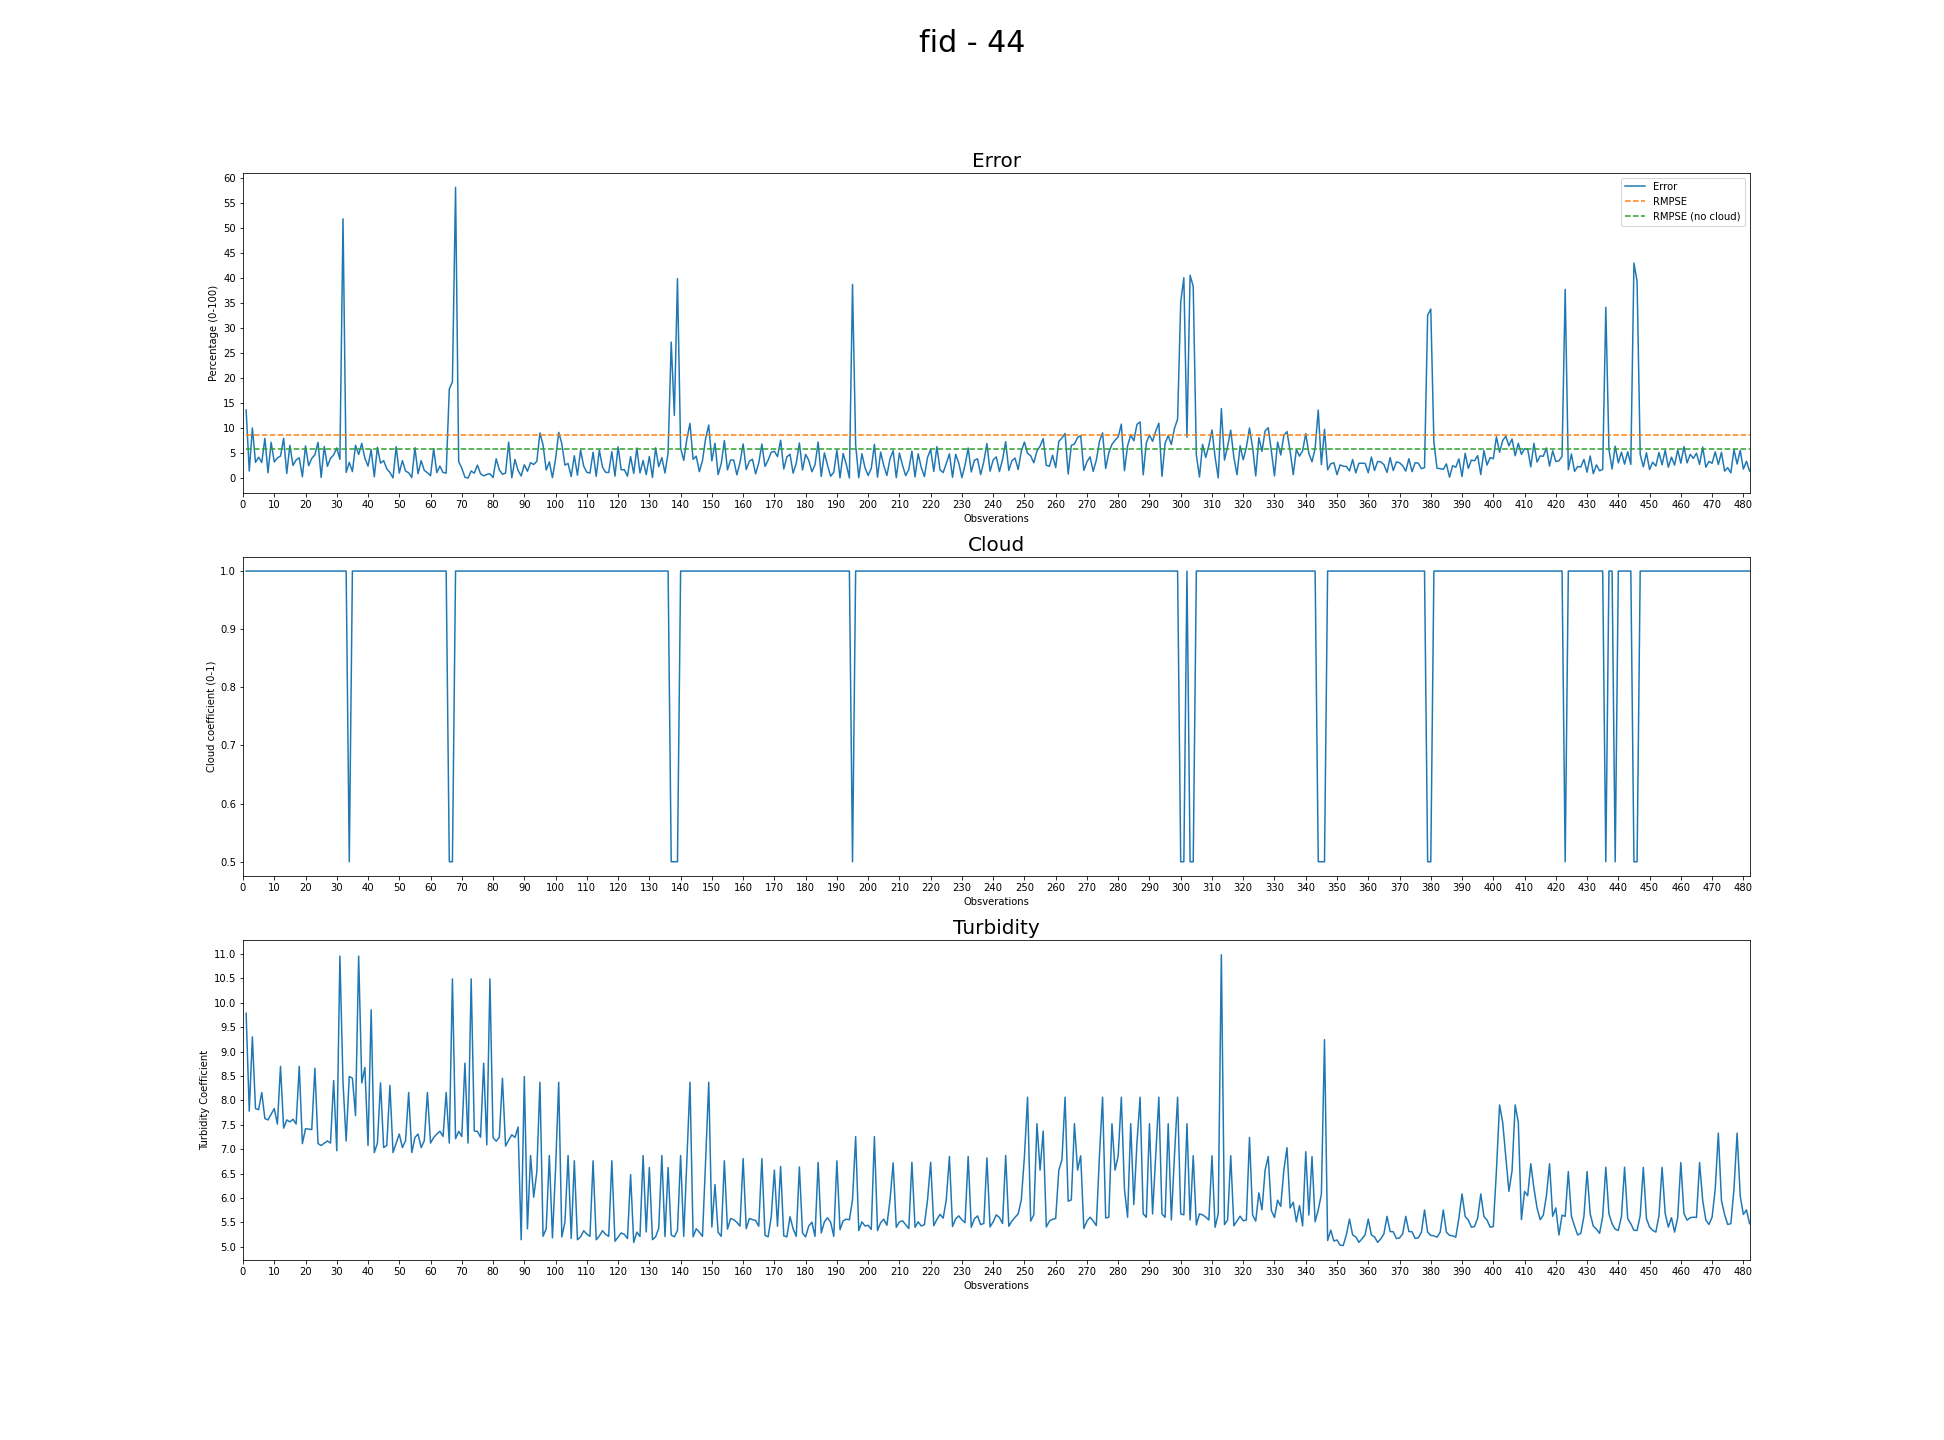 fid - 44
Error
60
55
50
45
40
35
30
25
20
15
10
5
0
Percentage (0-100)
Error
RMPSE
RMPSE (no cloud)
0 10 20 30 40 50 60 70 80 90 100 110 120 130 140 150 160 170 180 190 200 210 220 230 240 250 260 270 280 290 300 310 320 330 340 350 360 370 380 390 400 410 420 430 440 450 460 470 480
Obsverations
Cloud
1.0
0.9
0.8
0.7
0.6
0.5
Cloud coefficient (0-1)
0 10 20 30 40 50 60 70 80 90 100 110 120 130 140 150 160 170 180 190 200 210 220 230 240 250 260 270 280 290 300 310 320 330 340 350 360 370 380 390 400 410 420 430 440 450 460 470 480
Obsverations
Turbidity
11.0
10.5
10.0
9.5
9.0
8.5
8.0
7.5
7.0
6.5
6.0
5.5
5.0
Turbidity Coefficient
0 10 20 30 40 50 60 70 80 90 100 110 120 130 140 150 160 170 180 190 200 210 220 230 240 250 260 270 280 290 300 310 320 330 340 350 360 370 380 390 400 410 420 430 440 450 460 470 480
Obsverations